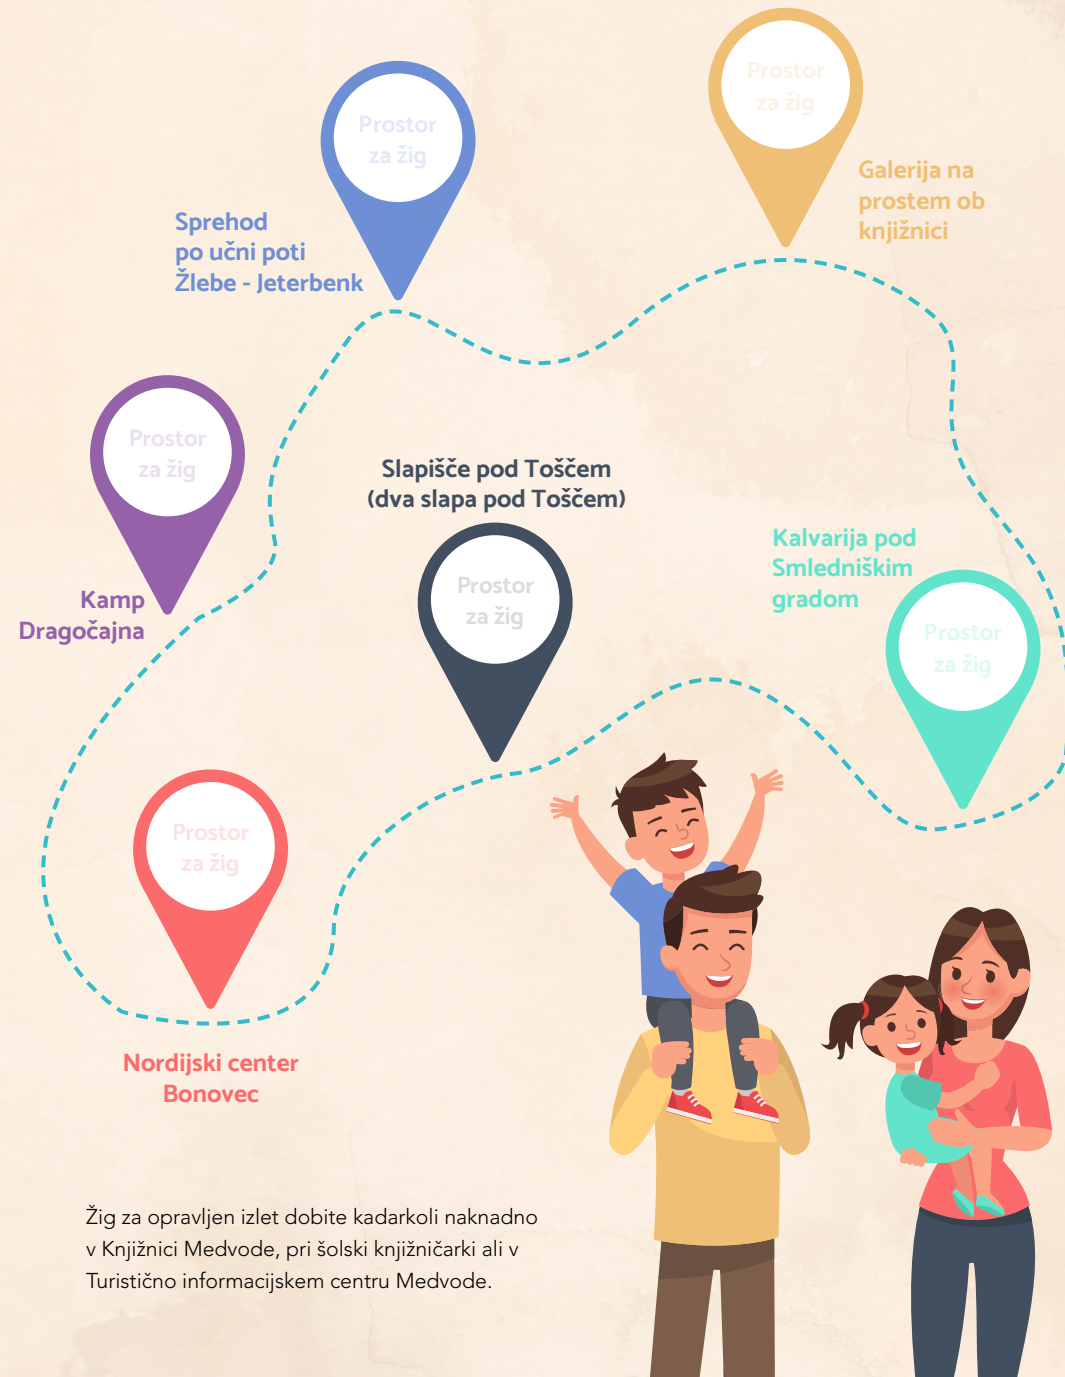 Prostor
za žig
Galerija na
prostem ob
knjižnici
Prostor
za žig
Sprehod
po učni poti
Žlebe - Jeterbenk
Prostor
za žig
Kamp
Dragočajna
Slapišče pod Toščem
(dva slapa pod Toščem)
Prostor
za žig
Kalvarija pod
Smledniškim
gradom
Prostor
za žig
Prostor
za žig
Nordijski center
Bonovec
Žig za opravljen izlet dobite kadarkoli naknadno
v Knjižnici Medvode, pri šolski knjižničarki ali v
Turistično informacijskem centru Medvode.